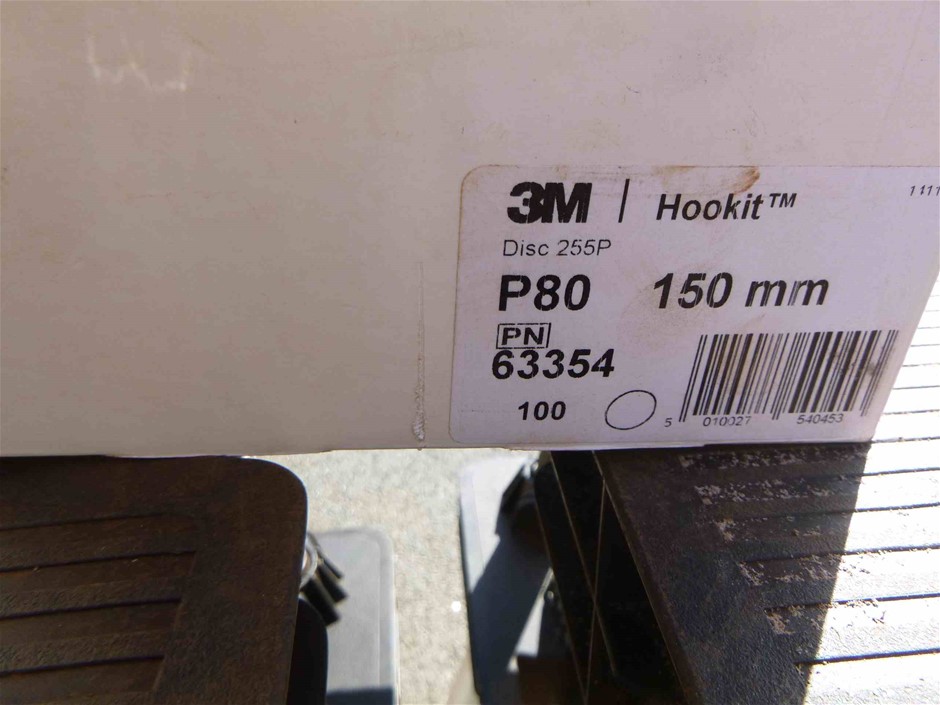 3M | Hookit™
Disc 255P
P80 150 mm
PN
63354
100
5 010027 540453